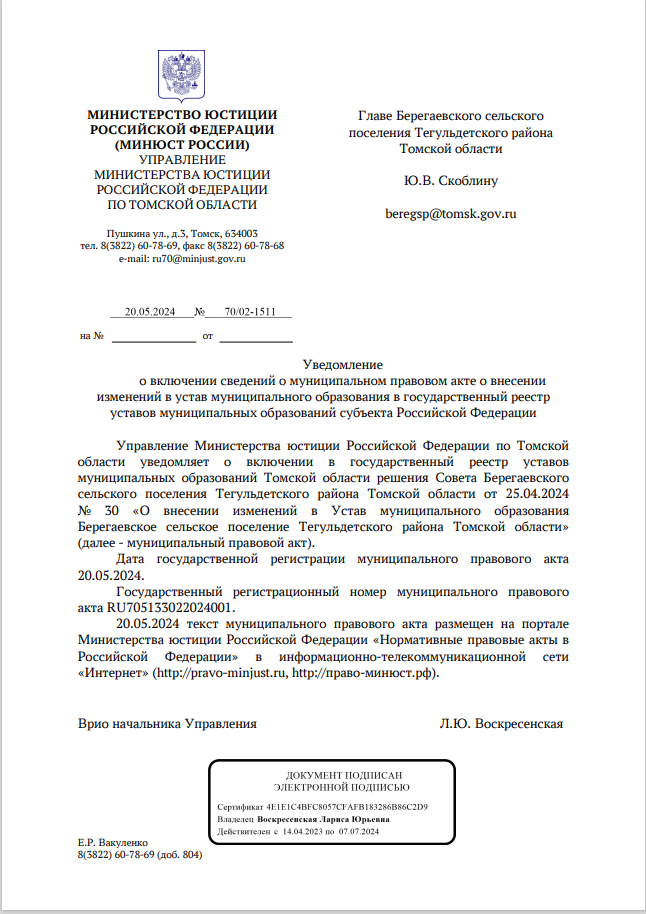 МИНИСТЕРСТВО ЮСТИЦИИ
РОССИЙСКОЙ ФЕДЕРАЦИИ
(МИНЮСТ РОССИИ)
УПРАВЛЕНИЕ
МИНИСТЕРСТВА ЮСТИЦИИ
РОССИЙСКОЙ ФЕДЕРАЦИИ
ПО ТОМСКОЙ ОБЛАСТИ
Пушкина ул., д.3, Томск, 634003
тел. 8(3822) 60-78-69, факс 8(3822) 60-78-68
e-mail: ru70@minjust.gov.ru
20.05.2024 № 70/02-1511
на № от
Главе Берегаевского сельского
поселения Тегульдетского района
Томской области
Ю.В. Скоблину
beregsp@tomsk.gov.ru
Уведомление
о включении сведений о муниципальном правовом акте о внесении
изменений в устав муниципального образования в государственный реестр
уставов муниципальных образований субъекта Российской Федерации
Управление Министерства юстиции Российской Федерации по Томской
области уведомляет о включении в государственный реестр уставов
муниципальных образований Томской области решения Совета Берегаевского
сельского поселения Тегульдетского района Томской области от 25.04.2024
№ 30 «О внесении изменений в Устав муниципального образования
Берегаевское сельское поселение Тегульдетского района Томской области»
(далее - муниципальный правовой акт).
Дата государственной регистрации муниципального правового акта
20.05.2024.
Государственный регистрационный номер муниципального правового
акта RU705133022024001.
20.05.2024 текст муниципального правового акта размещен на портале
Министерства юстиции Российской Федерации «Нормативные правовые акты в
Российской Федерации» в информационно-телекоммуникационной сети
«Интернет» (http://pravo-minjust.ru, http://право-минюст.рф).
Врио начальника Управления Л.Ю. Воскресенская
ДОКУМЕНТ ПОДПИСАН
ЭЛЕКТРОННОЙ ПОДПИСЬЮ
Сертификат 4E1E1C4BFC8057CFAFB183286B86C2D9
Владелец Воскресенская Лариса Юрьевна
Действителен с 14.04.2023 по 07.07.2024
Е.Р. Вакуленко
8(3822) 60-78-69 (доб. 804)